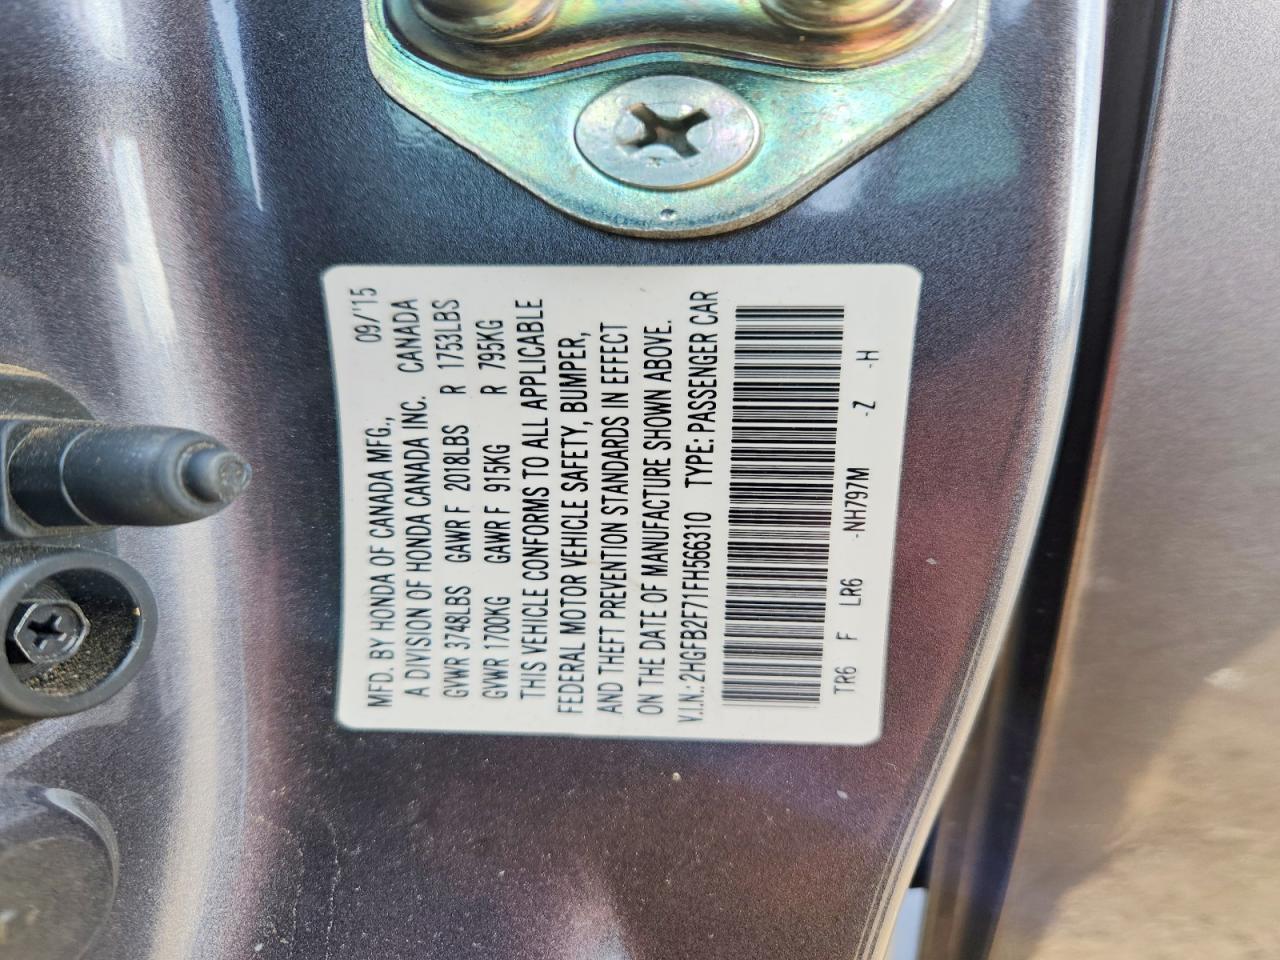 09/'15
MFD. BY HONDA OF CANADA MFG.,
A DIVISION OF HONDA CANADA INC. CANADA
GVWR 3748LBS GAWR F 2018LBS R 1753LBS
GVWR 1700KG GAWR F 915KG R 795KG
THIS VEHICLE CONFORMS TO ALL APPLICABLE
FEDERAL MOTOR VEHICLE SAFETY, BUMPER,
AND THEFT PREVENTION STANDARDS IN EFFECT
ON THE DATE OF MANUFACTURE SHOWN ABOVE.
V.I.N.: 2HGFB2F71FH566310 TYPE: PASSENGER CAR
TR6 F LR6 -NH797M -Z -H